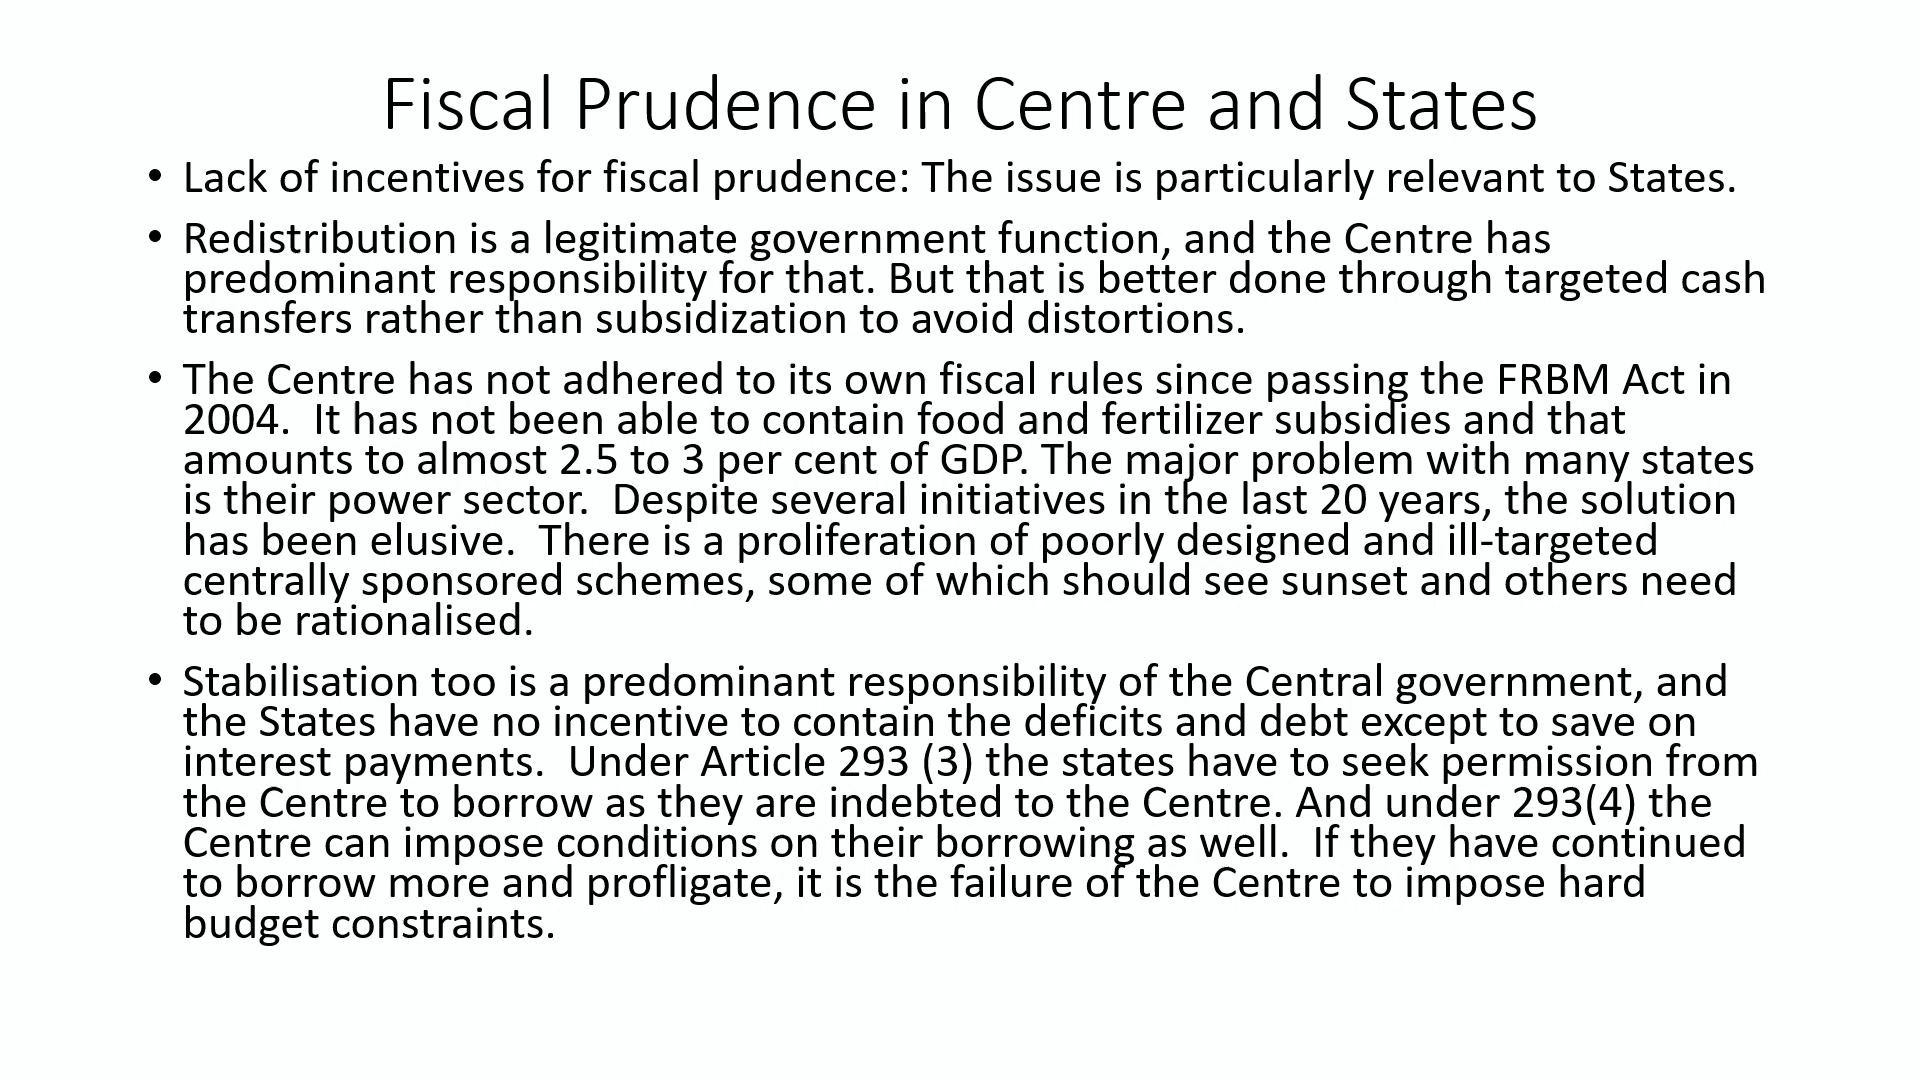 Fiscal Prudence in Centre and States
• Lack of incentives for fiscal prudence: The issue is particularly relevant to States.
• Redistribution is a legitimate government function, and the Centre has
predominant responsibility for that. But that is better done through targeted cash
transfers rather than subsidization to avoid distortions.
• The Centre has not adhered to its own fiscal rules since passing the FRBM Act in
2004.  It has not been able to contain food and fertilizer subsidies and that
amounts to almost 2.5 to 3 per cent of GDP. The major problem with many states
is their power sector.  Despite several initiatives in the last 20 years, the solution
has been elusive.  There is a proliferation of poorly designed and ill-targeted
centrally sponsored schemes, some of which should see sunset and others need
to be rationalised.
• Stabilisation too is a predominant responsibility of the Central government, and
the States have no incentive to contain the deficits and debt except to save on
interest payments.  Under Article 293 (3) the states have to seek permission from
the Centre to borrow as they are indebted to the Centre. And under 293(4) the
Centre can impose conditions on their borrowing as well.  If they have continued
to borrow more and profligate, it is the failure of the Centre to impose hard
budget constraints.